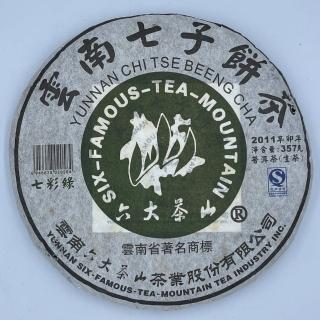 雲南七子餅茶
YUNNAN CHI TSE BEENG CHA
SIX-FAMOUS-TEA-MOUNTAIN
六大茶山®
2011年卯年
淨含量:357克
普洱茶(生茶)
七彩緣
雲南省著名商標
雲南六大茶山茶業股份有限公司
YUNNAN SIX-FAMOUS-TEA-MOUNTAIN TEA INDUSTRY INC.